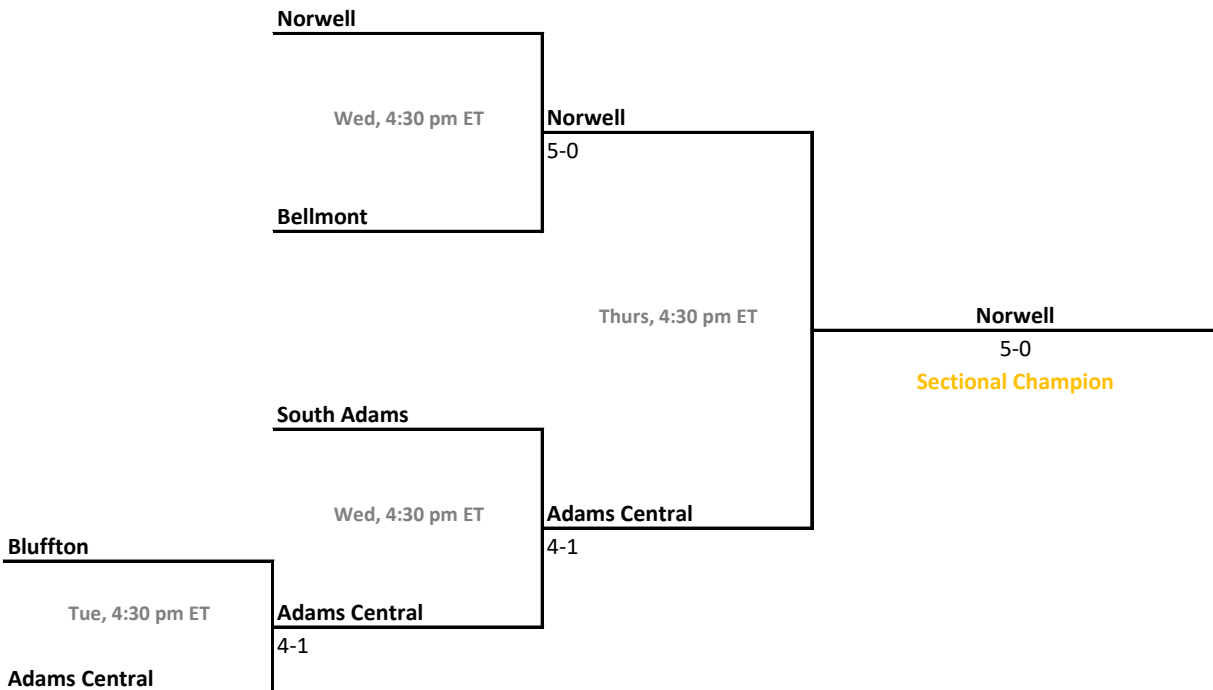 Norwell
Wed, 4:30 pm ET
Norwell
5-0
Bellmont
Thurs, 4:30 pm ET
Norwell
5-0
Sectional Champion
South Adams
Wed, 4:30 pm ET
Adams Central
4-1
Bluffton
Tue, 4:30 pm ET
Adams Central
4-1
Adams Central